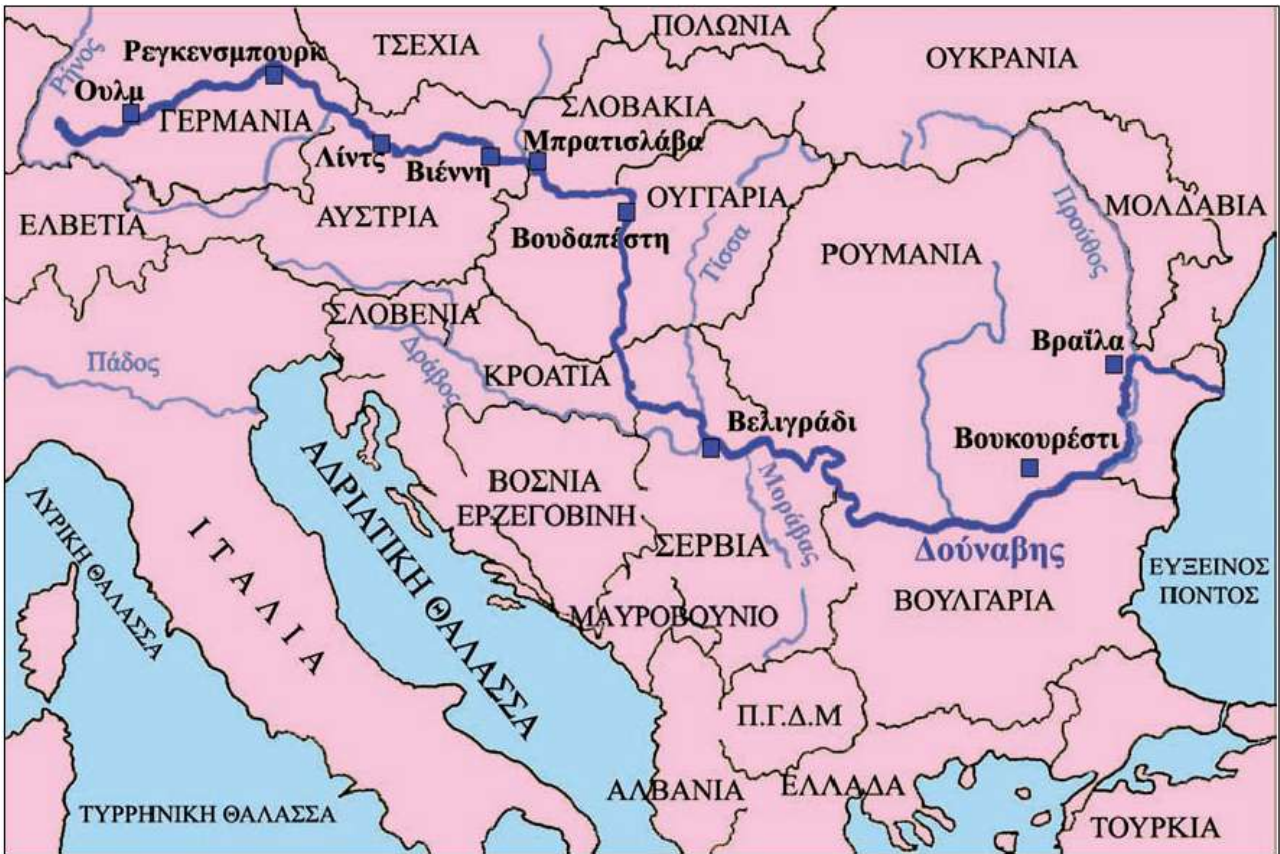 ΠΟΛΩΝΙΑ
ΤΣΕΧΙΑ
Ρήνος
Ρεγκενσμπουρκ
ΟΥΚΡΑΝΙΑ
Ουλμ
ΓΕΡΜΑΝΙΑ
ΣΛΟΒΑΚΙΑ
Λίντς
Βιέννη
Μπρατισλάβα
ΕΛΒΕΤΙΑ
ΑΥΣΤΡΙΑ
ΟΥΓΓΑΡΙΑ
Βουδαπέστη
Τίσσα
ΡΟΥΜΑΝΙΑ
Προύθος
ΜΟΛΔΑΒΙΑ
ΣΛΟΒΕΝΙΑ
Πάδος
Δράβος
ΚΡΟΑΤΙΑ
Βραΐλα
Βελιγράδι
Βουκουρέστι
ΑΔΡΙΑΤΙΚΗ ΘΑΛΑΣΣΑ
ΒΟΣΝΙΑ
ΕΡΖΕΓΟΒΙΝΗ
Μοράβας
ΛΥΡΙΚΗ ΘΑΛΑΣΣΑ
ΙΤΑΛΙΑ
ΣΕΡΒΙΑ
Δούναβης
ΕΥΞΕΙΝΟΣ
ΠΟΝΤΟΣ
ΜΑΥΡΟΒΟΥΝΙΟ
ΒΟΥΛΓΑΡΙΑ
Π.Γ.Δ.Μ
ΑΛΒΑΝΙΑ
ΕΛΛΑΔΑ
ΤΥΡΡΗΝΙΚΗ ΘΑΛΑΣΣΑ
ΤΟΥΡΚΙΑ